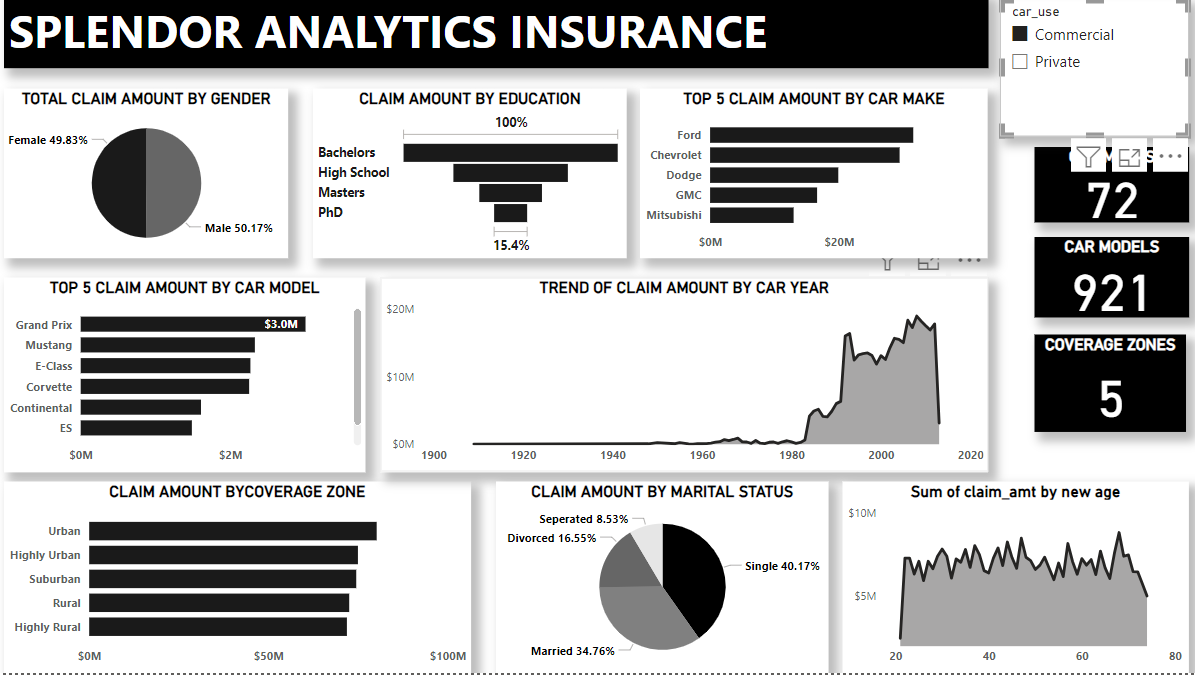 SPLENDOR ANALYTICS INSURANCE
car_use
Commercial
Private
TOTAL CLAIM AMOUNT BY GENDER
Female 49.83%
Male 50.17%
CLAIM AMOUNT BY EDUCATION
100%
Bachelors
High School
Masters
PhD
15.4%
TOP 5 CLAIM AMOUNT BY CAR MAKE
Ford
Chevrolet
Dodge
GMC
Mitsubishi
$0M $20M
72
CAR MODELS
921
COVERAGE ZONES
5
TOP 5 CLAIM AMOUNT BY CAR MODEL
Grand Prix $3.0M
Mustang
E-Class
Corvette
Continental
ES
$0M $2M
TREND OF CLAIM AMOUNT BY CAR YEAR
$20M
$10M
$0M
1900 1920 1940 1960 1980 2000 2020
CLAIM AMOUNT BYCOVERAGE ZONE
Urban
Highly Urban
Suburban
Rural
Highly Rural
$0M $50M $100M
CLAIM AMOUNT BY MARITAL STATUS
Seperated 8.53%
Divorced 16.55%
Single 40.17%
Married 34.76%
Sum of claim_amt by new age
$10M
$5M
20 40 60 80